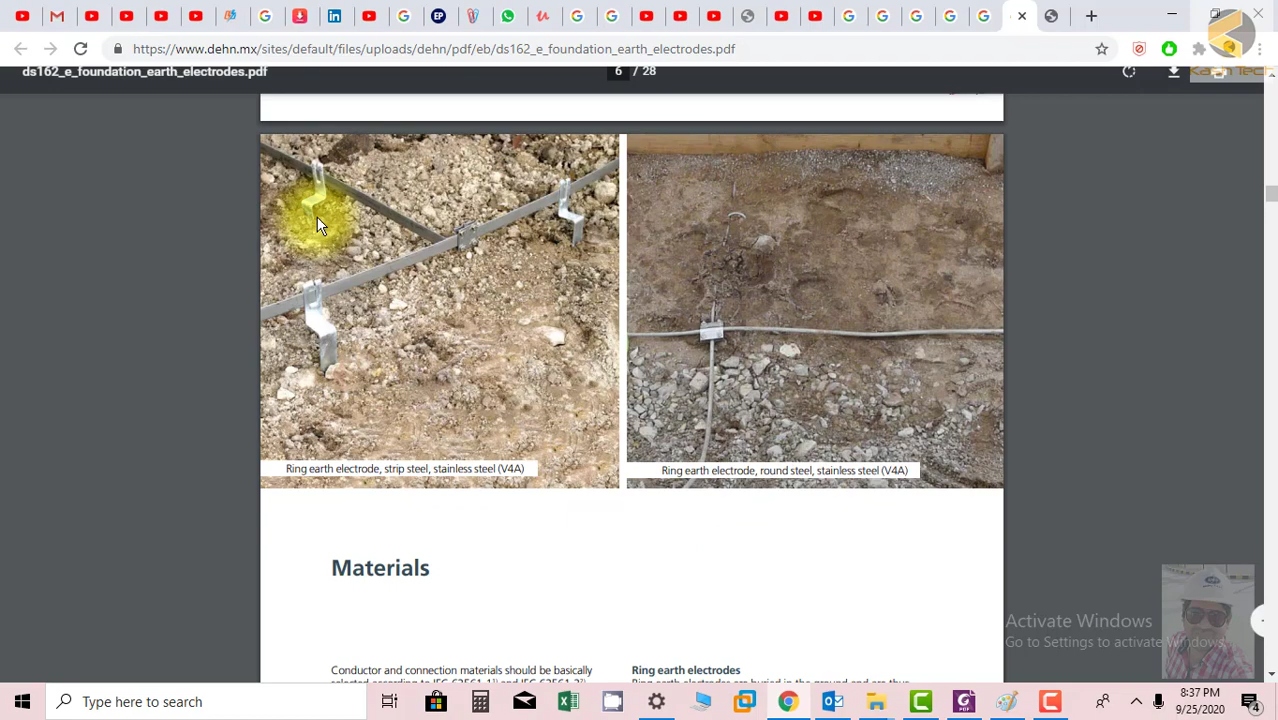 https://www.dehn.mx/sites/default/files/uploads/dehn/pdf/eb/ds162_e_foundation_earth_electrodes.pdf
ds162_e_foundation_earth_electrodes.pdf
6 / 28
Ring earth electrode, strip steel, stainless steel (V4A)
Ring earth electrode, round steel, stainless steel (V4A)
Materials
Conductor and connection materials should be basically
Ring earth electrodes
Activate Windows
Go to Settings to activate Windows.
Type here to search
8:37 PM
9/25/2020
4